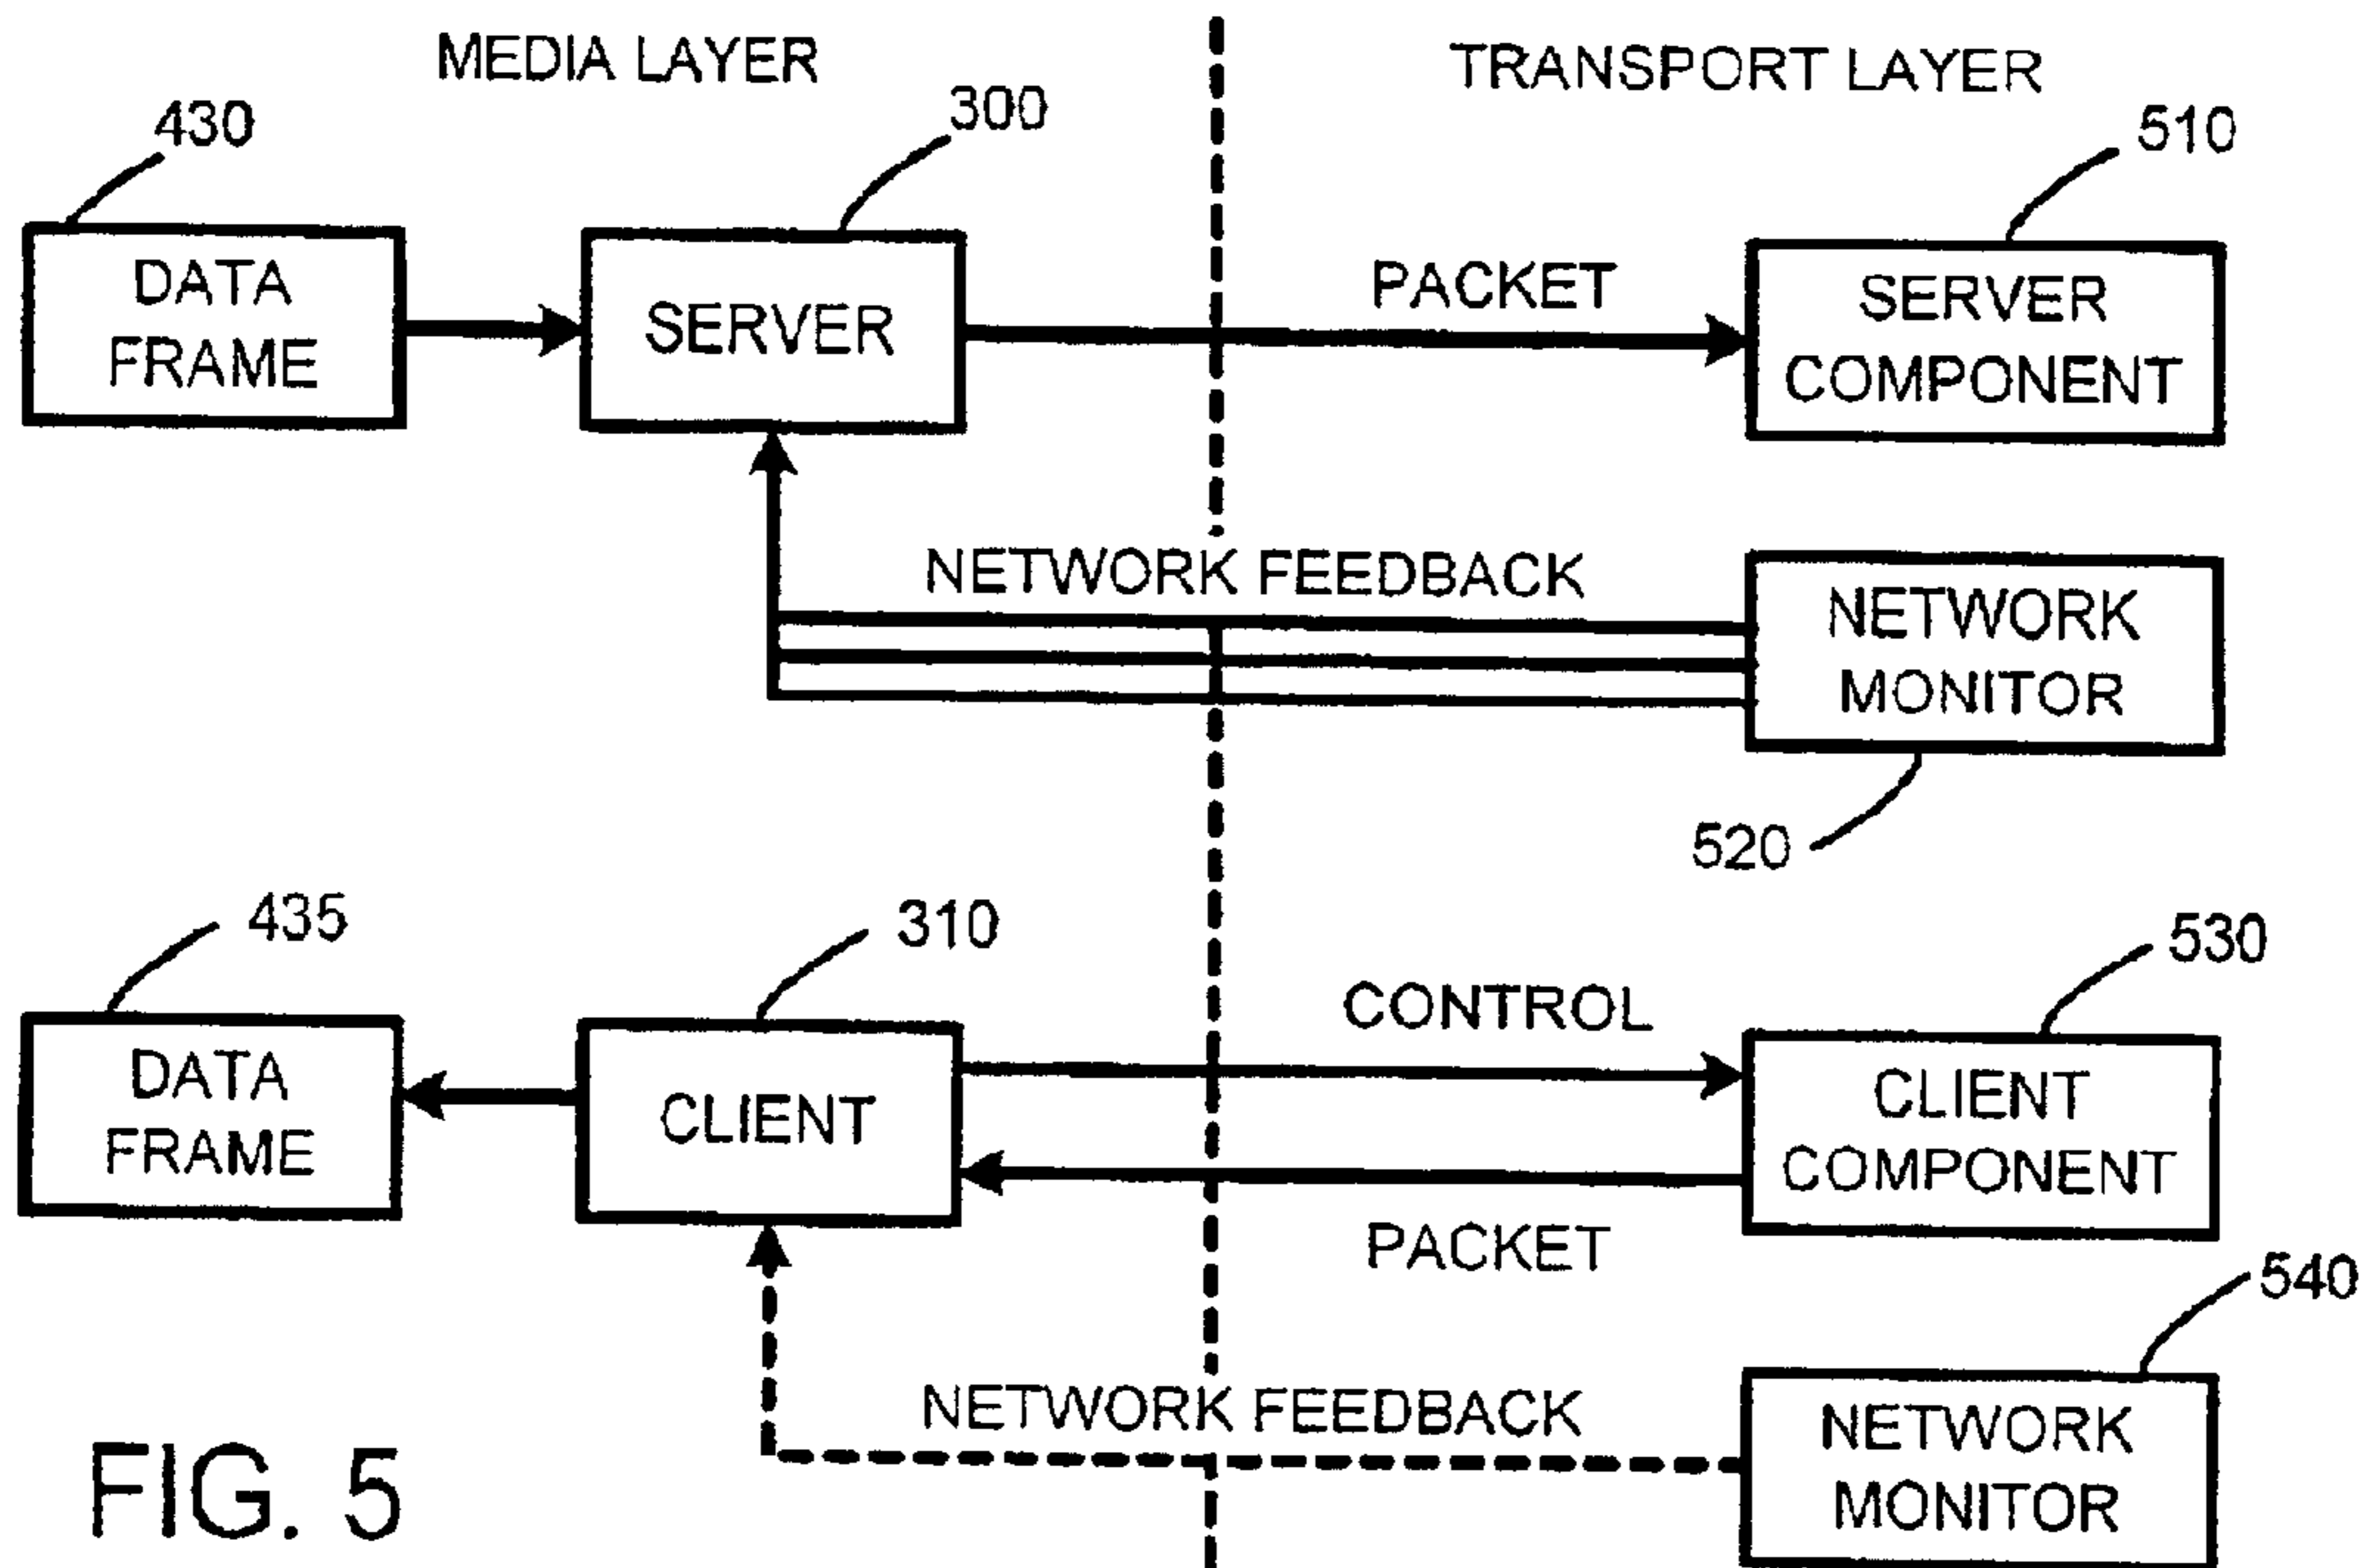 MEDIA LAYER
TRANSPORT LAYER
430
300
510
DATA
FRAME
SERVER
PACKET
SERVER
COMPONENT
NETWORK FEEDBACK
NETWORK
MONITOR
520
435
310
530
DATA
FRAME
CLIENT
CONTROL
CLIENT
COMPONENT
PACKET
540
NETWORK FEEDBACK
NETWORK
MONITOR
FIG. 5